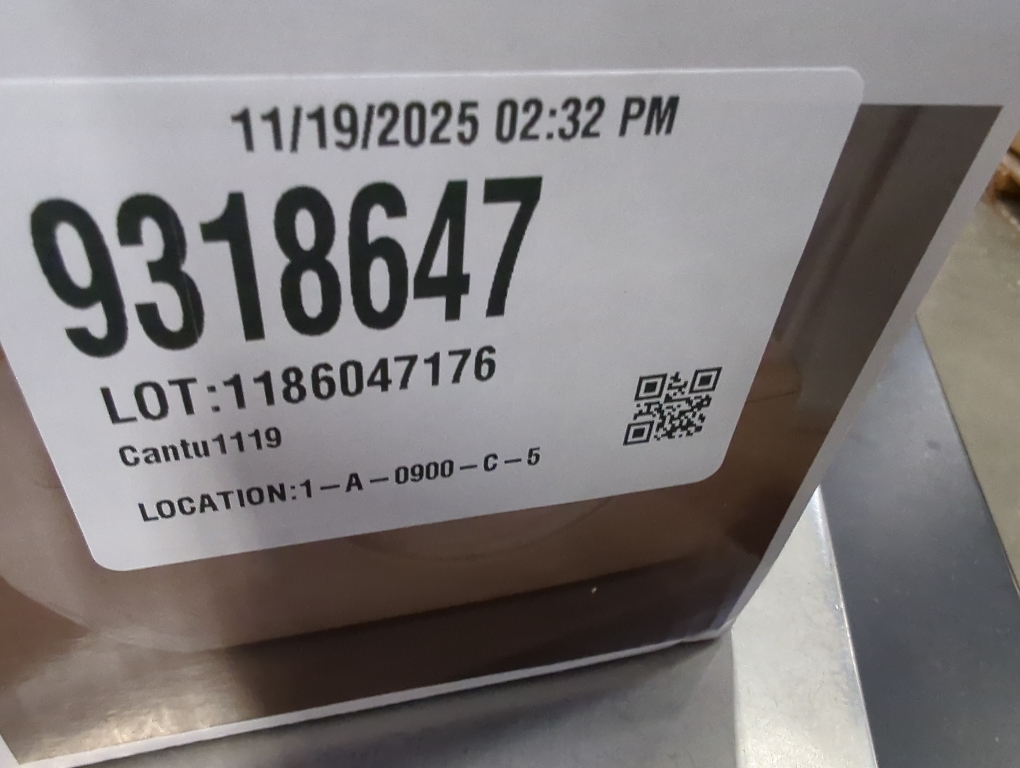 11/19/2025 02:32 PM
9318647
LOT:1186047176
Cantu1119
LOCATION:1-A-0900-C-5